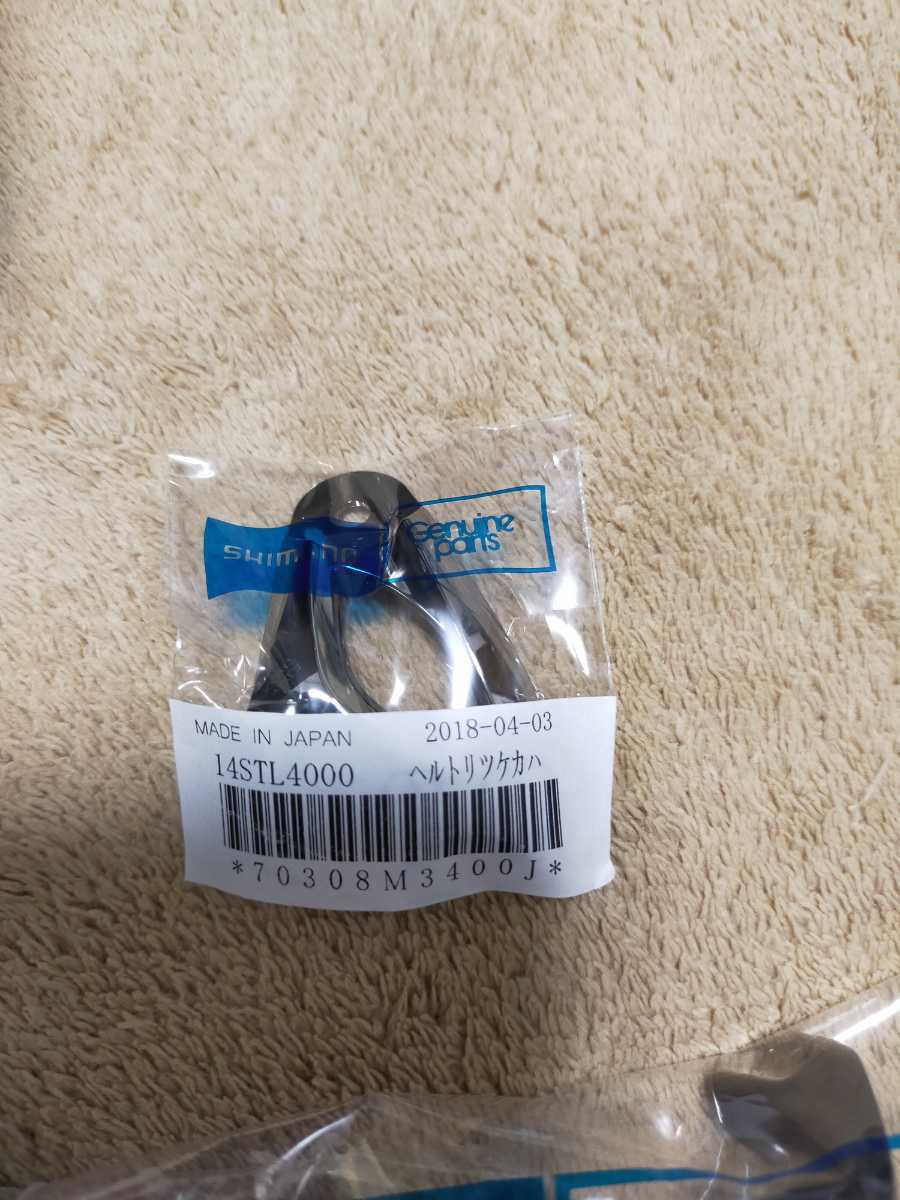 SHIMANO
Genuine
parts
MADE IN JAPAN 2018-04-03
14STL4000 ヘルトリツケカハ
*70308M3400J*